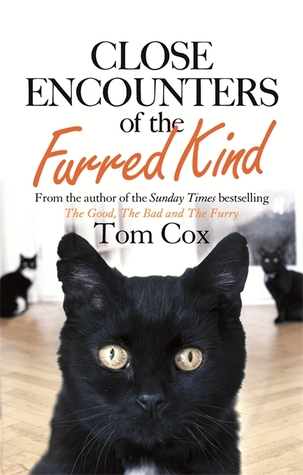 CLOSE
ENCOUNTERS
of the
Furred Kind
From the author of the Sunday Times bestselling
The Good, The Bad and The Furry
Tom Cox